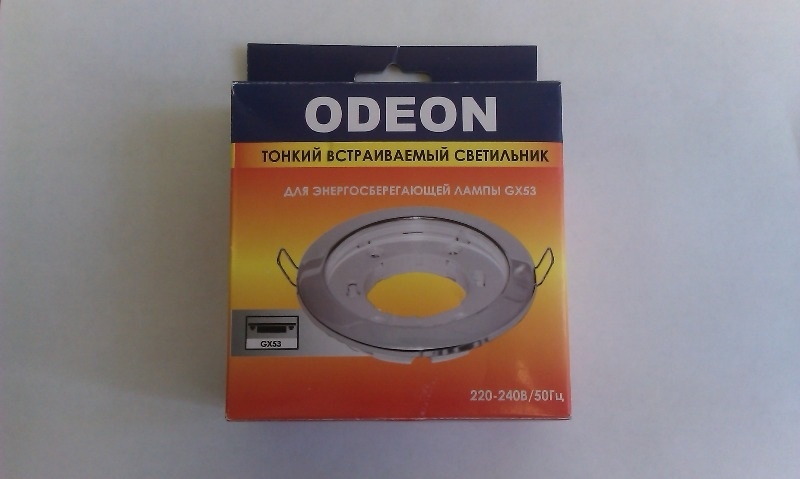 ODEON
ТОНКИЙ ВСТРАИВАЕМЫЙ СВЕТИЛЬНИК
ДЛЯ ЭНЕРГОСБЕРЕГАЮЩЕЙ ЛАМПЫ GX53
GX53
220-240В/50Гц